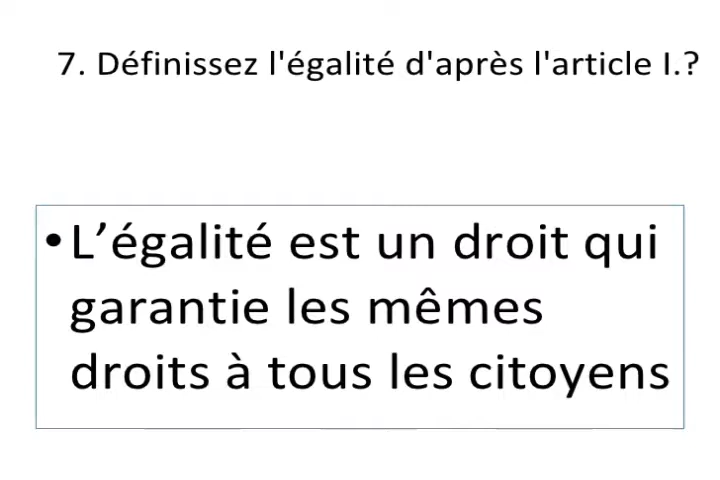 7. Définissez l'égalité d'après l'article I.?
•L’égalité est un droit qui
garantie les mêmes
droits à tous les citoyens